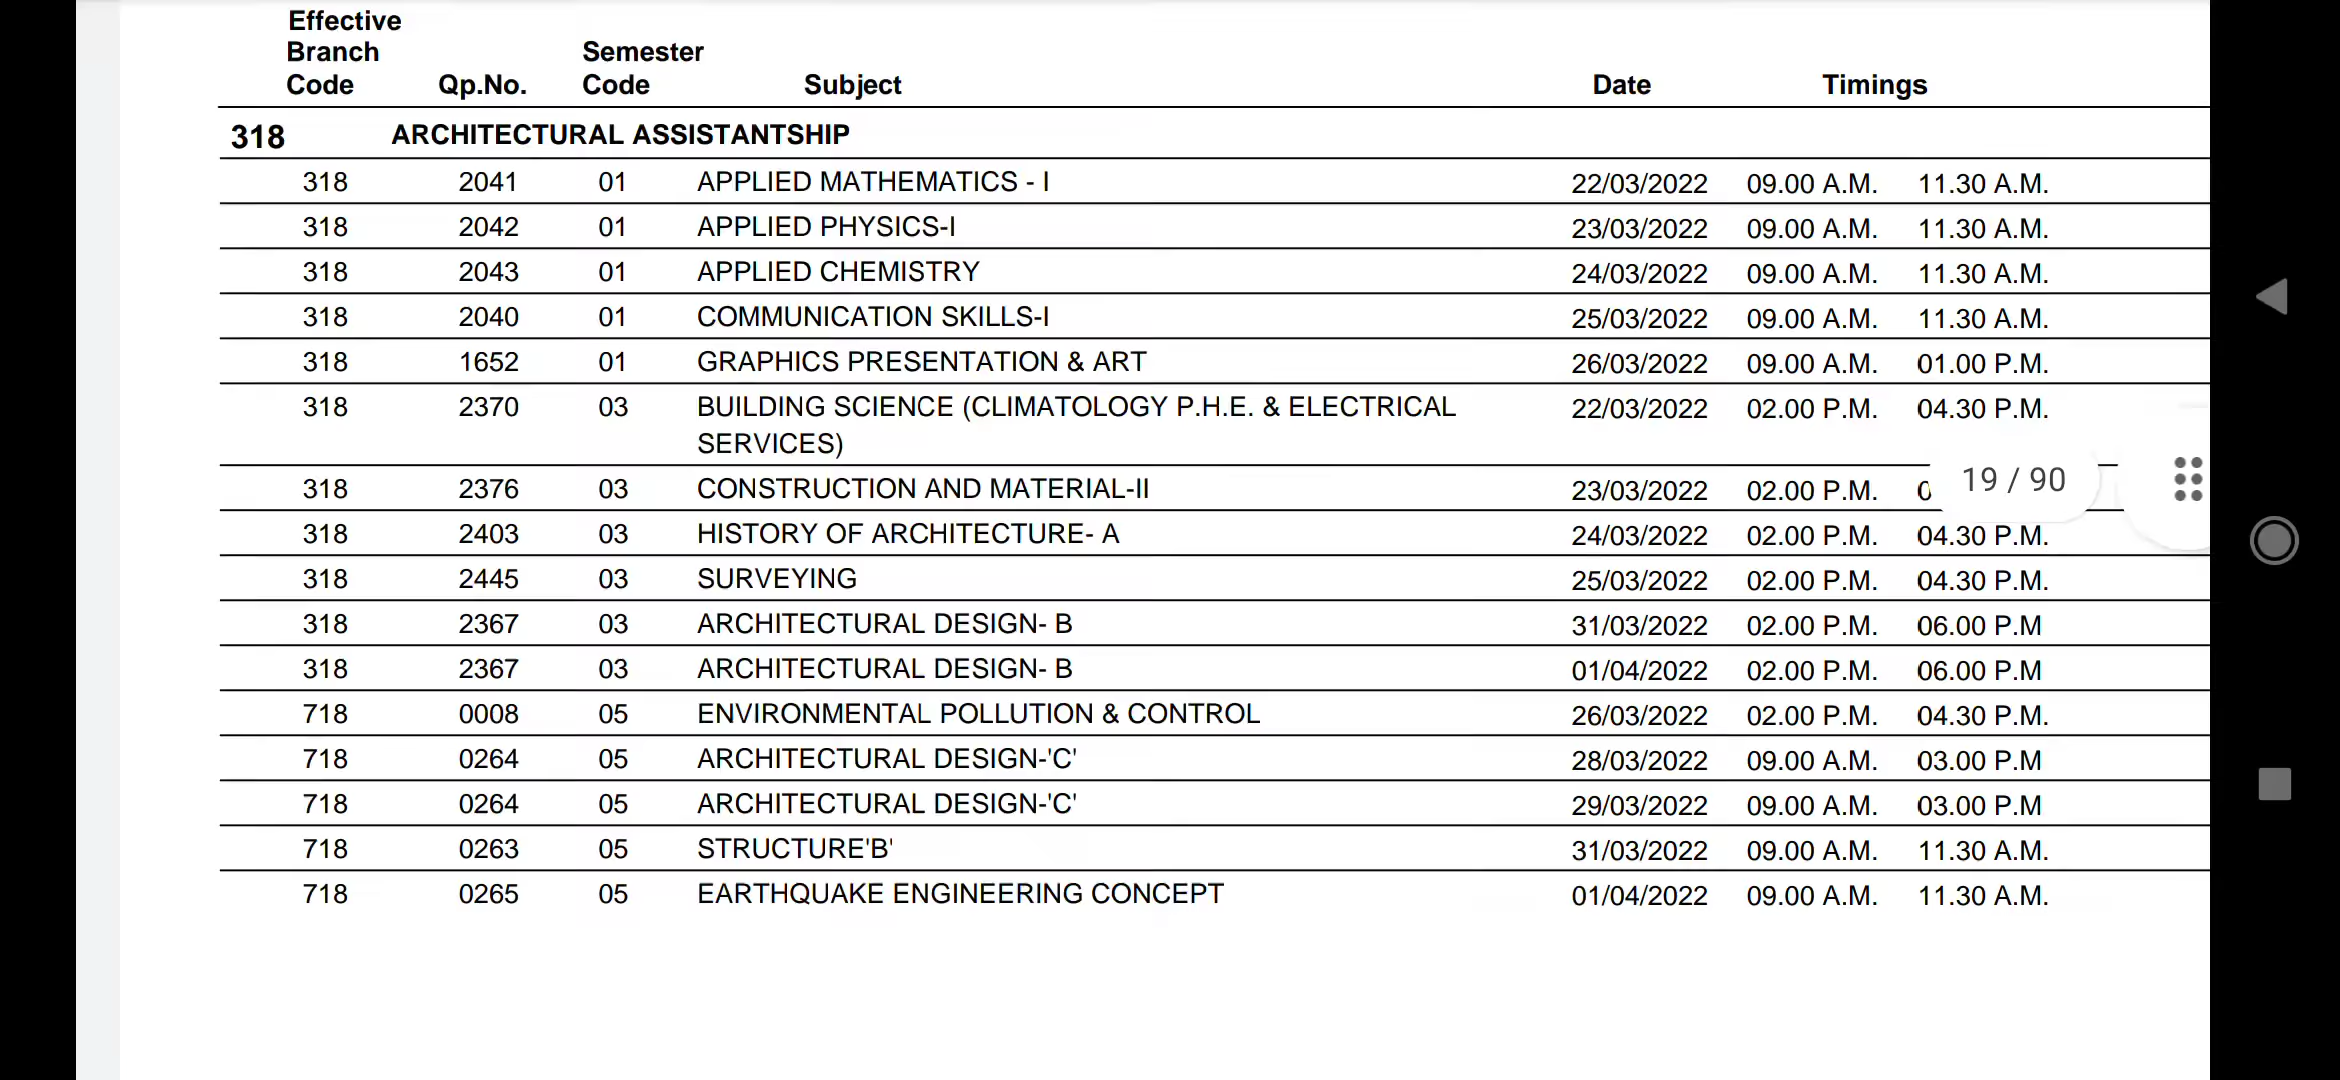 Effective
Branch Semester
Code Qp.No. Code Subject Date Timings
318 ARCHITECTURAL ASSISTANTSHIP
318 2041 01 APPLIED MATHEMATICS - I 22/03/2022 09.00 A.M. 11.30 A.M.
318 2042 01 APPLIED PHYSICS-I 23/03/2022 09.00 A.M. 11.30 A.M.
318 2043 01 APPLIED CHEMISTRY 24/03/2022 09.00 A.M. 11.30 A.M.
318 2040 01 COMMUNICATION SKILLS-I 25/03/2022 09.00 A.M. 11.30 A.M.
318 1652 01 GRAPHICS PRESENTATION & ART 26/03/2022 09.00 A.M. 01.00 P.M.
318 2370 03 BUILDING SCIENCE (CLIMATOLOGY P.H.E. & ELECTRICAL 22/03/2022 02.00 P.M. 04.30 P.M.
SERVICES)
318 2376 03 CONSTRUCTION AND MATERIAL-II 23/03/2022 02.00 P.M. 19 / 90
318 2403 03 HISTORY OF ARCHITECTURE- A 24/03/2022 02.00 P.M. 04.30 P.M.
318 2445 03 SURVEYING 25/03/2022 02.00 P.M. 04.30 P.M.
318 2367 03 ARCHITECTURAL DESIGN- B 31/03/2022 02.00 P.M. 06.00 P.M
318 2367 03 ARCHITECTURAL DESIGN- B 01/04/2022 02.00 P.M. 06.00 P.M
718 0008 05 ENVIRONMENTAL POLLUTION & CONTROL 26/03/2022 02.00 P.M. 04.30 P.M.
718 0264 05 ARCHITECTURAL DESIGN-'C' 28/03/2022 09.00 A.M. 03.00 P.M
718 0264 05 ARCHITECTURAL DESIGN-'C' 29/03/2022 09.00 A.M. 03.00 P.M
718 0263 05 STRUCTURE'B' 31/03/2022 09.00 A.M. 11.30 A.M.
718 0265 05 EARTHQUAKE ENGINEERING CONCEPT 01/04/2022 09.00 A.M. 11.30 A.M.